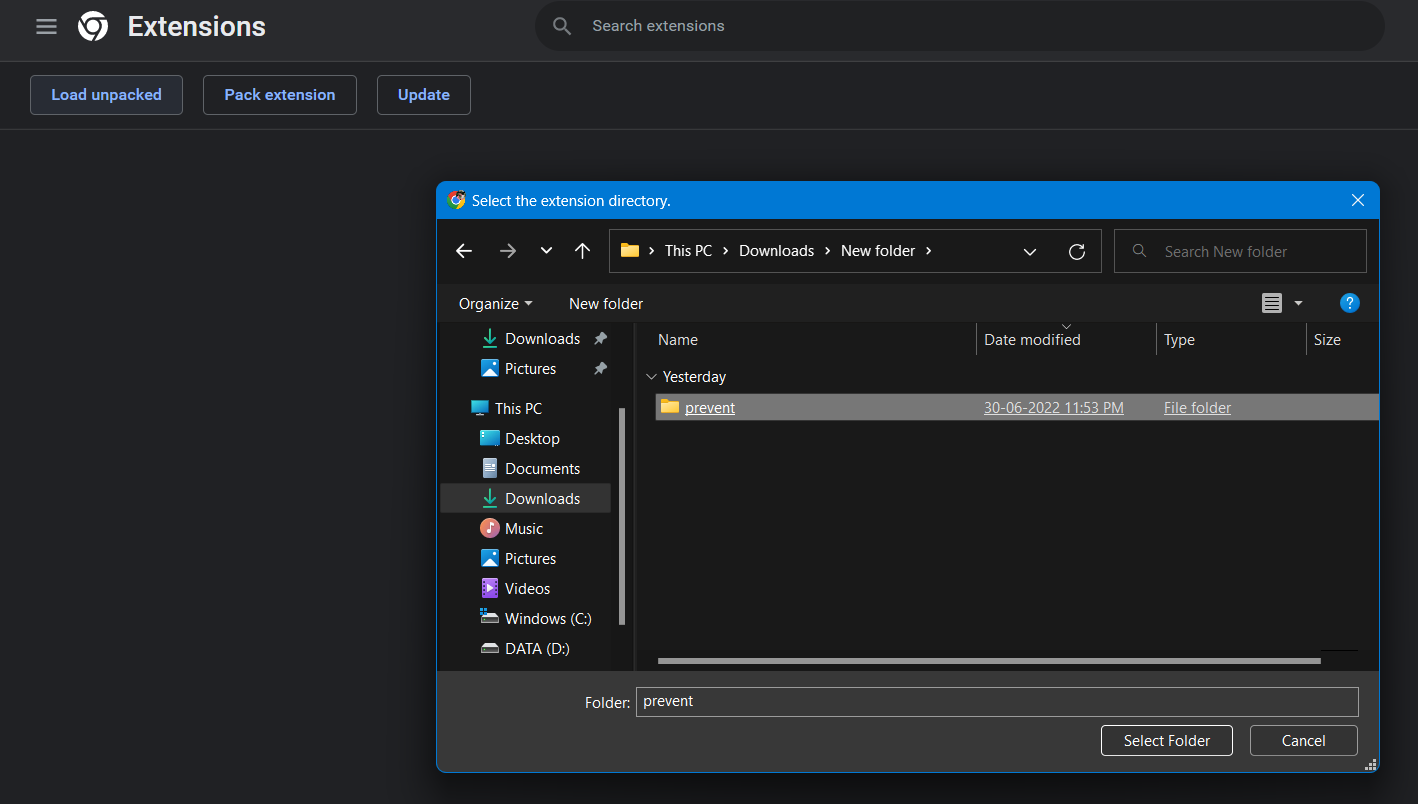 Extensions
Search extensions
Load unpacked Pack extension Update
Select the extension directory.
This PC Downloads New folder
Search New folder
Organize New folder
?
Downloads
Pictures
This PC
Desktop
Documents
Downloads
Music
Pictures
Videos
Windows (C:)
DATA (D:)
Name Date modified Type Size
Yesterday
prevent 30-06-2022 11:53 PM File folder
Folder: prevent
Select Folder Cancel